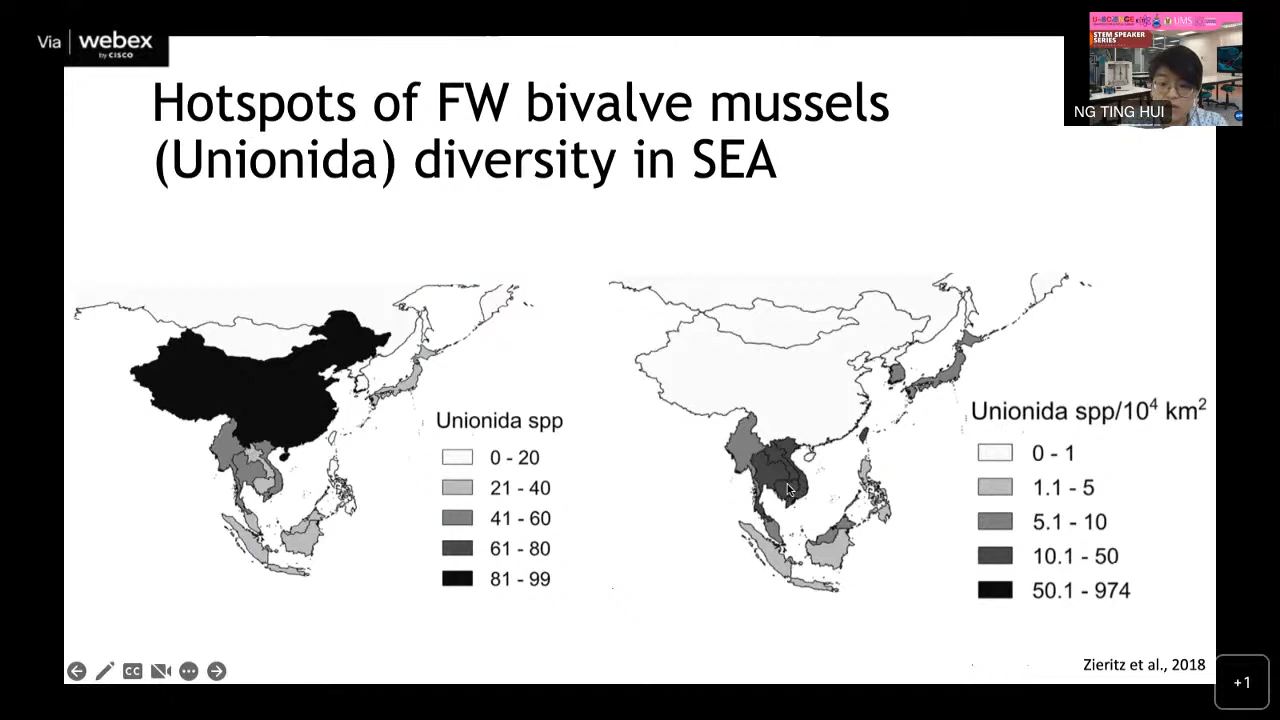 Via webex
by CISCO
Hotspots of FW bivalve mussels
(Unionida) diversity in SEA
UMS
STEM SPEAKER
SERIES
NG TING HUI
Unionida spp
0 - 20
21 - 40
41 - 60
61 - 80
81 - 99
Unionida spp/10⁴ km²
0 - 1
1.1 - 5
5.1 - 10
10.1 - 50
50.1 - 974
CC
Zieritz et al., 2018
+1